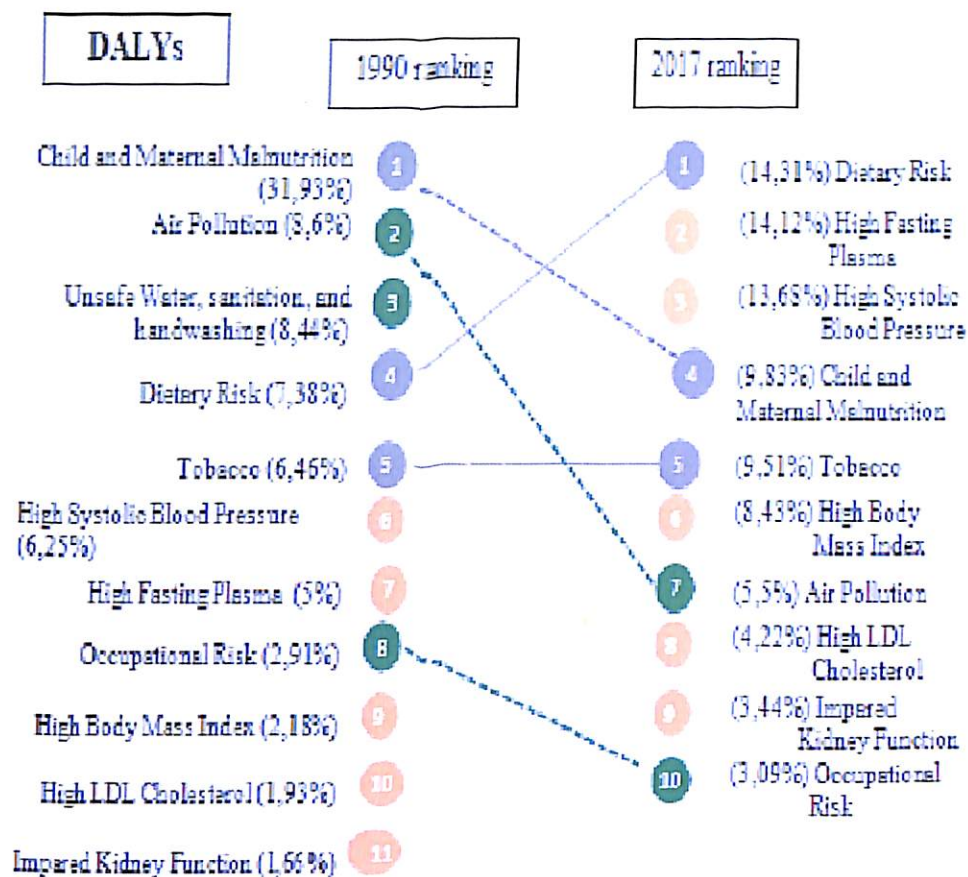 DALYs
1990 ranking
2017 ranking
Child and Maternal Malnutrition
(31,93%)
1
Air Pollution (8,6%)
2
Unsafe Water, sanitation, and
handwashing (8,44%)
3
Dietary Risk (7,38%)
4
Tobacco (6,46%)
5
High Systolic Blood Pressure
(6,25%)
6
High Fasting Plasma (5%)
7
Occupational Risk (2,91%)
8
High Body Mass Index (2,18%)
9
High LDL Cholesterol (1,93%)
10
Impared Kidney Function (1,66%)
11
1
(14,31%) Dietary Risk
2
(14,12%) High Fasting
Plasma
3
(13,68%) High Systolic
Blood Pressure
4
(9,83%) Child and
Maternal Malnutrition
5
(9,51%) Tobacco
6
(8,43%) High Body
Mass Index
7
(5,5%) Air Pollution
8
(4,22%) High LDL
Cholesterol
9
(3,44%) Impared
Kidney Function
10
(3,09%) Occupational
Risk